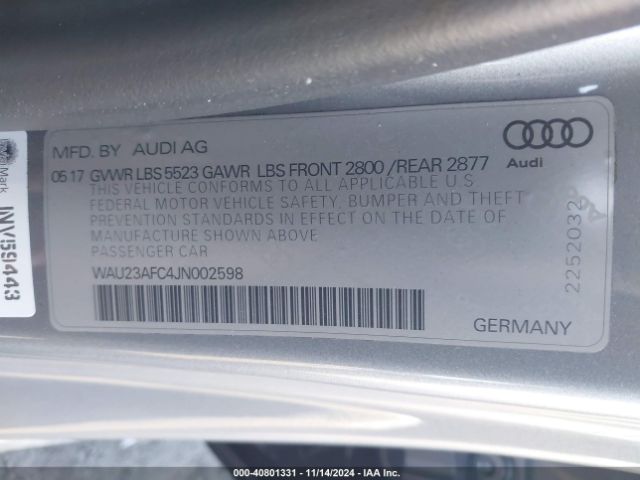 MFD. BY AUDI AG
0517 GVWR LBS 5523 GAWR LBS FRONT 2800 / REAR 2877
THIS VEHICLE CONFORMS TO ALL APPLICABLE U.S.
FEDERAL MOTOR VEHICLE SAFETY, BUMPER AND THEFT
PREVENTION STANDARDS IN EFFECT ON THE DATE OF
MANUFACTURE SHOWN ABOVE
PASSENGER CAR
WAU23AFC4JN002598
Audi
2252032
GERMANY
Mark
INV59443
000-40801331 - 11/14/2024 - IAA Inc.